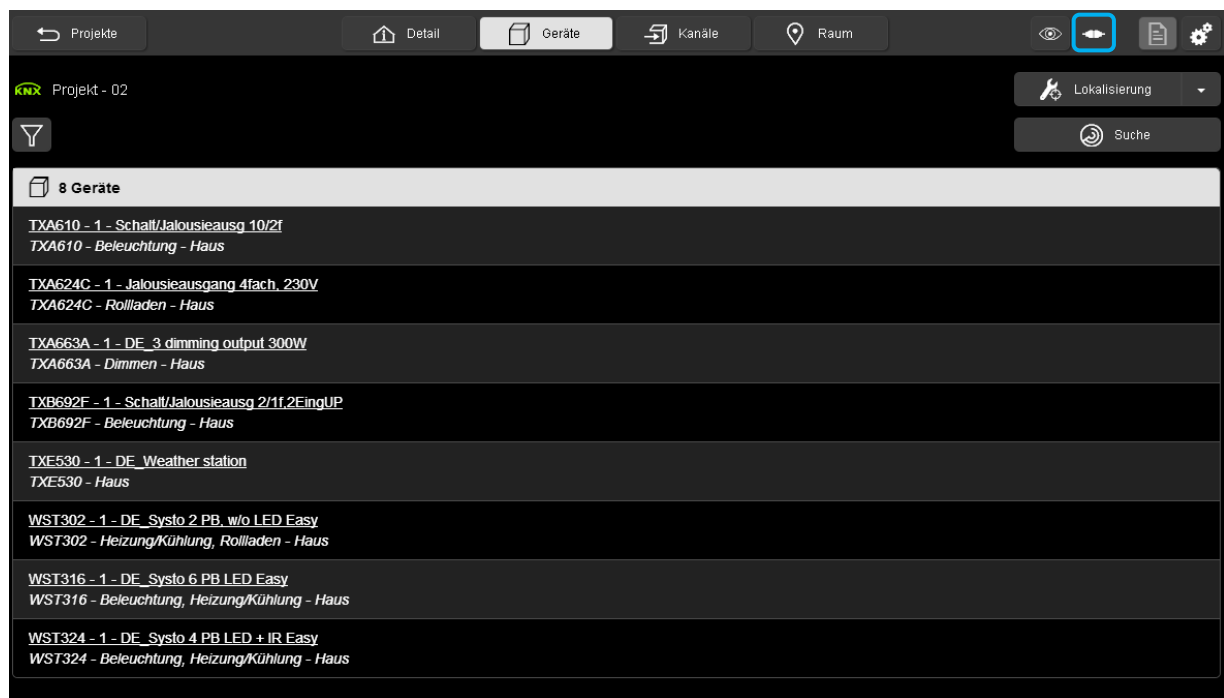 Projekte
Detail
Geräte
Kanäle
Raum
KNX Projekt - 02
Lokalisierung
Suche
8 Geräte
TXA610 - 1 - Schalt/Jalousieausg 10/2f
TXA610 - Beleuchtung - Haus
TXA624C - 1 - Jalousieausgang 4fach, 230V
TXA624C - Rollladen - Haus
TXA663A - 1 - DE_3 dimming output 300W
TXA663A - Dimmen - Haus
TXB692F - 1 - Schalt/Jalousieausg 2/1f,2EingUP
TXB692F - Beleuchtung - Haus
TXE530 - 1 - DE_Weather station
TXE530 - Haus
WST302 - 1 - DE_Systo 2 PB, w/o LED Easy
WST302 - Heizung/Kühlung, Rollladen - Haus
WST316 - 1 - DE_Systo 6 PB LED Easy
WST316 - Beleuchtung, Heizung/Kühlung - Haus
WST324 - 1 - DE_Systo 4 PB LED + IR Easy
WST324 - Beleuchtung, Heizung/Kühlung - Haus